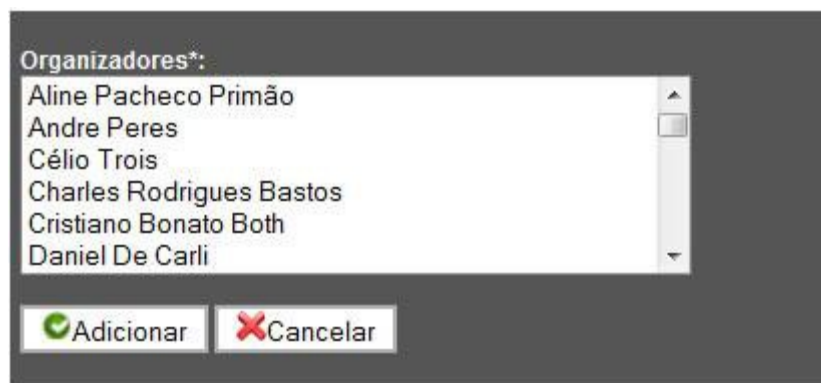 Organizadores*:
Aline Pacheco Primão
Andre Peres
Célio Trois
Charles Rodrigues Bastos
Cristiano Bonato Both
Daniel De Carli
Adicionar Cancelar